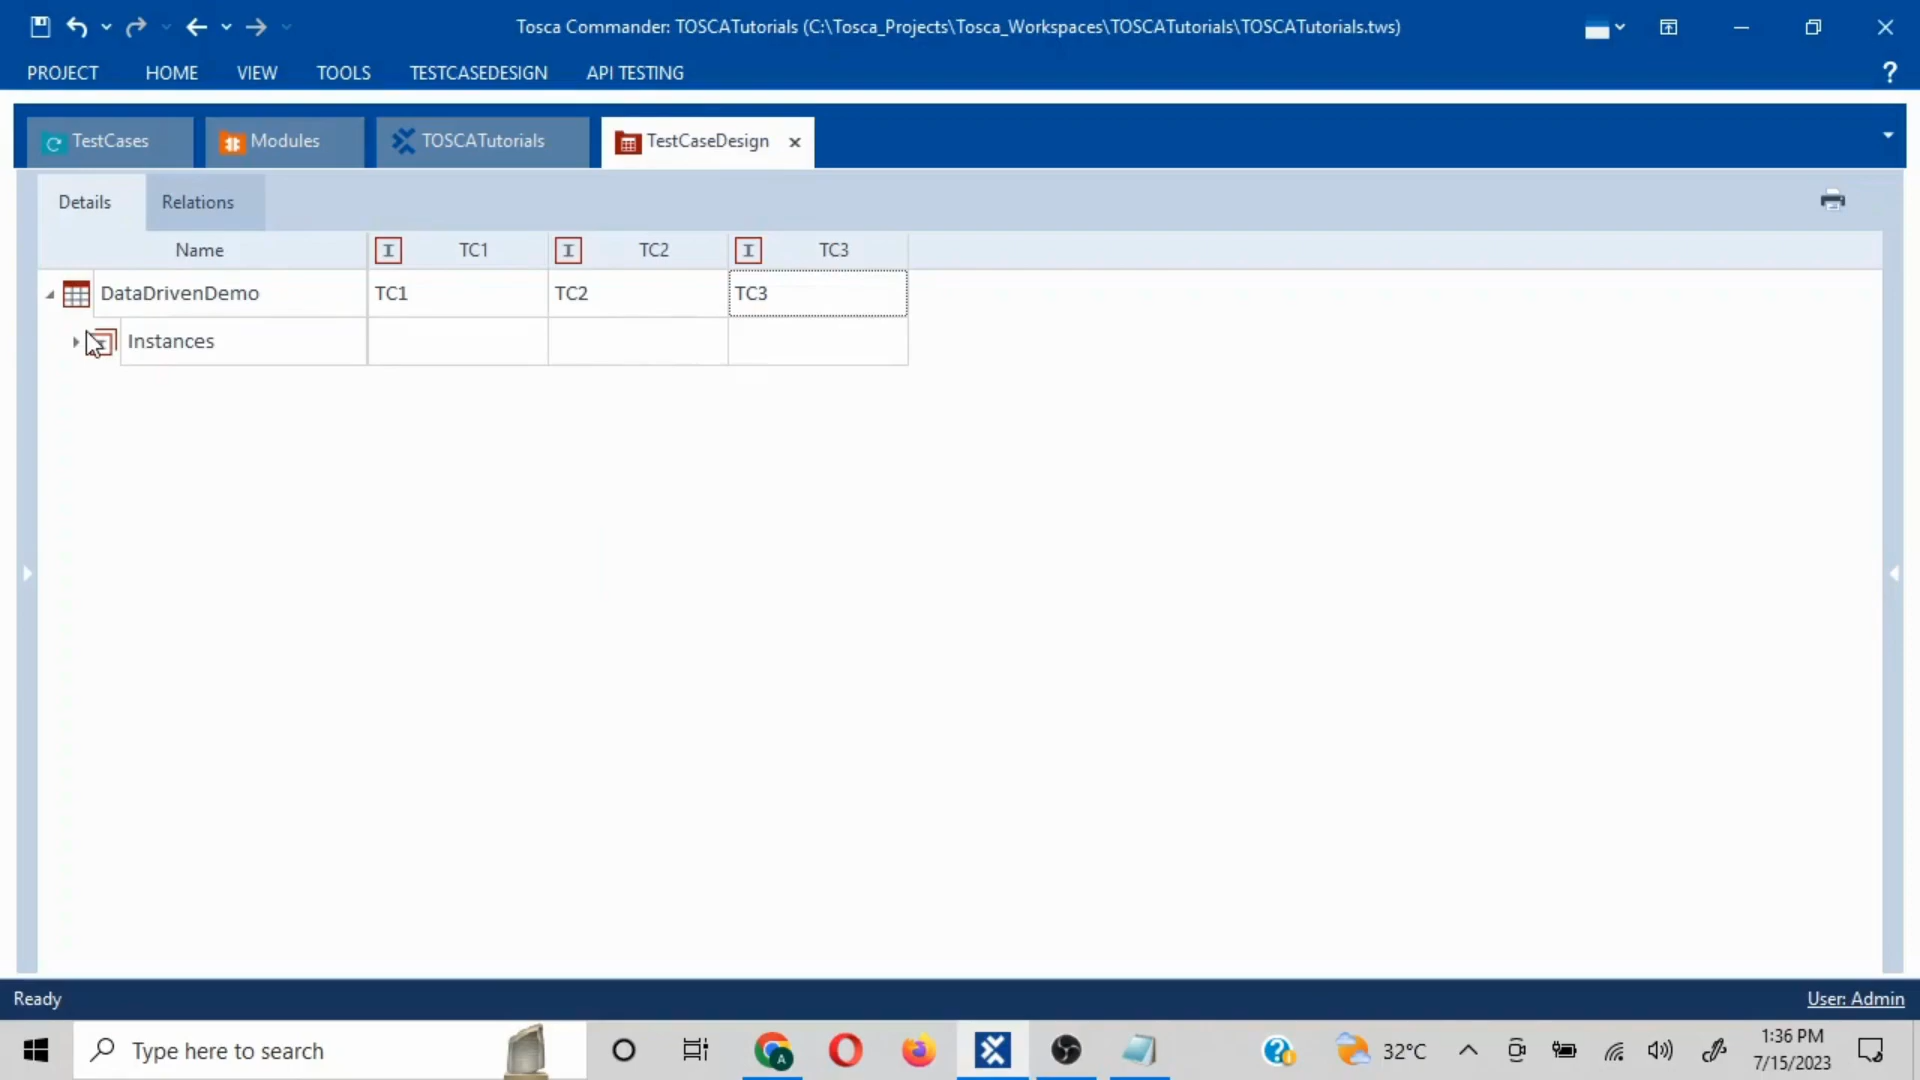 Tosca Commander: TOSCATutorials (C:\Tosca_Projects\Tosca_Workspaces\TOSCATutorials\TOSCATutorials.tws)
PROJECT HOME VIEW TOOLS TESTCASEDESIGN API TESTING ?
TestCases Modules TOSCATutorials TestCaseDesign
Details Relations
Name TC1 TC2 TC3
DataDrivenDemo TC1 TC2 TC3
Instances
Ready User: Admin
Type here to search 32°C 1:36 PM
7/15/2023